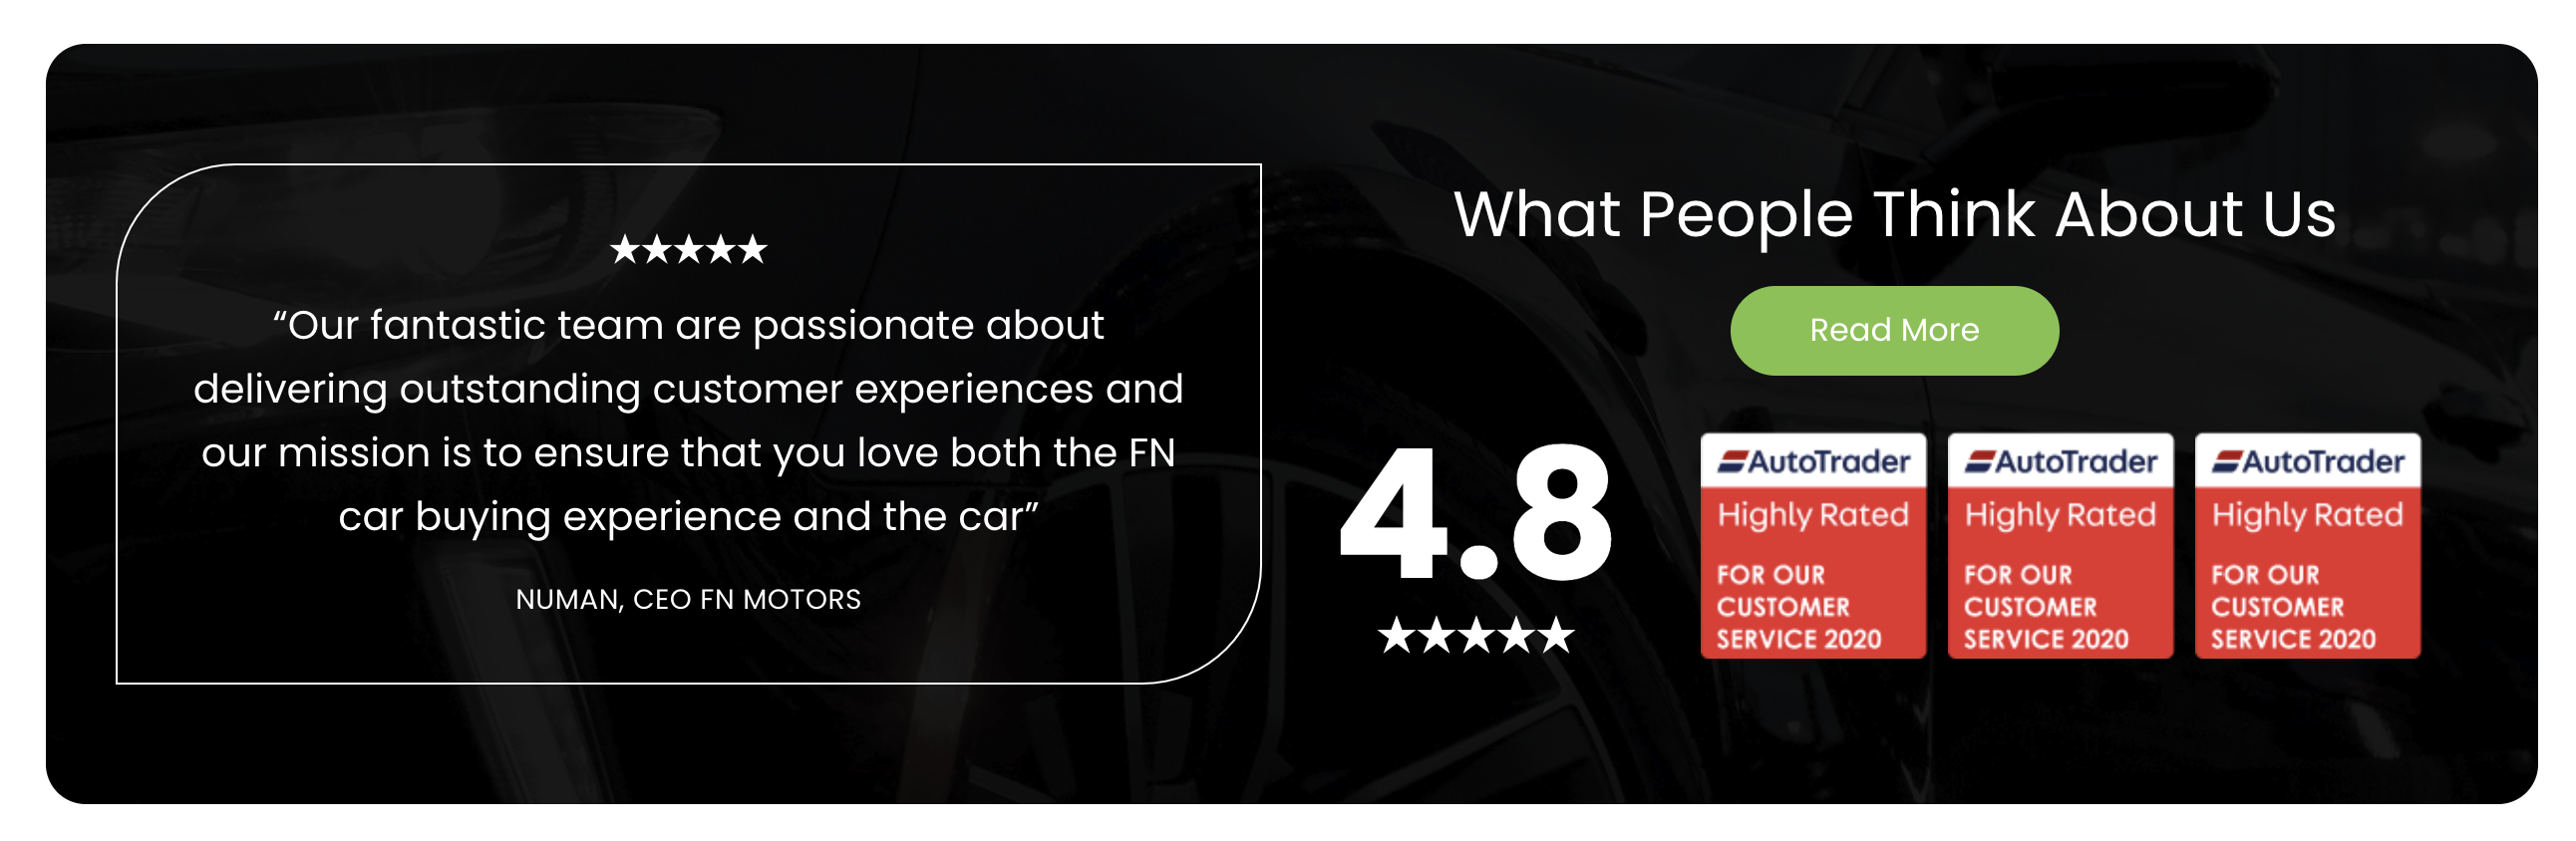 ★★★★★
“Our fantastic team are passionate about
delivering outstanding customer experiences and
our mission is to ensure that you love both the FN
car buying experience and the car”
NUMAN, CEO FN MOTORS
What People Think About Us
Read More
4.8
★★★★★
AutoTrader
Highly Rated
FOR OUR
CUSTOMER
SERVICE 2020
AutoTrader
Highly Rated
FOR OUR
CUSTOMER
SERVICE 2020
AutoTrader
Highly Rated
FOR OUR
CUSTOMER
SERVICE 2020